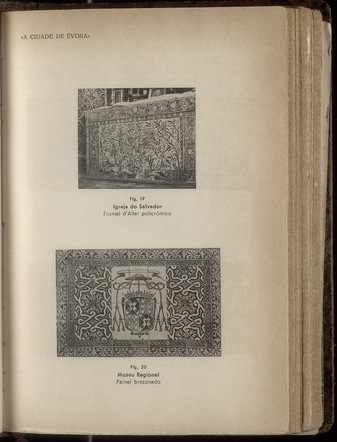 «A CIDADE DE ÉVORA»
Fig. 19
Igreja do Salvador
Frontal d'Altar policrómico
Fig. 20
Museu Regional
Painel brasonado